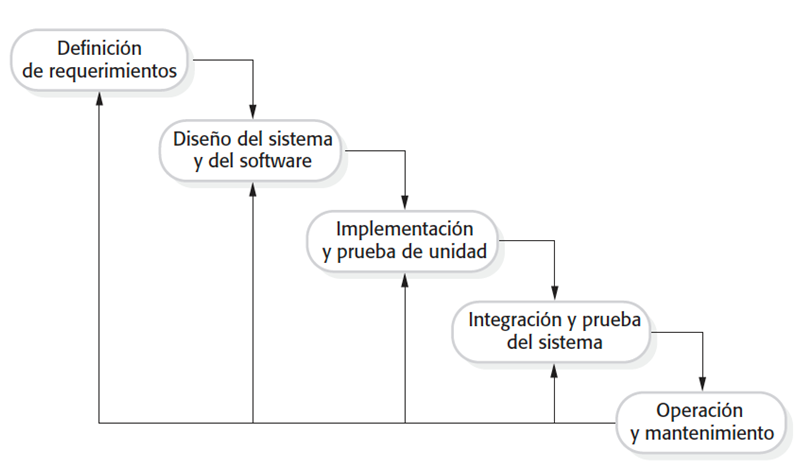 Definición
de requerimientos
Diseño del sistema
y del software
Implementación
y prueba de unidad
Integración y prueba
del sistema
Operación
y mantenimiento